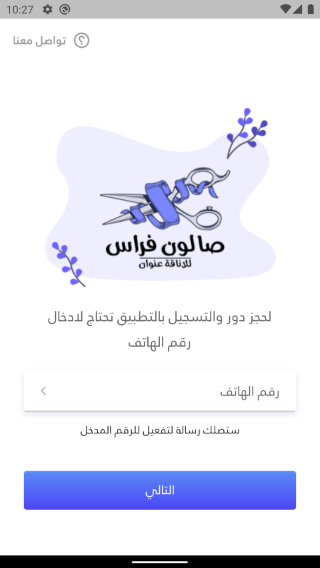 10:27
تواصل معنا
صالون فراس
للاناقة عنوان
لحجز دور والتسجيل بالتطبيق تحتاج لادخال
رقم الهاتف
رقم الهاتف
ستصلك رسالة لتفعيل للرقم المدخل
التالي